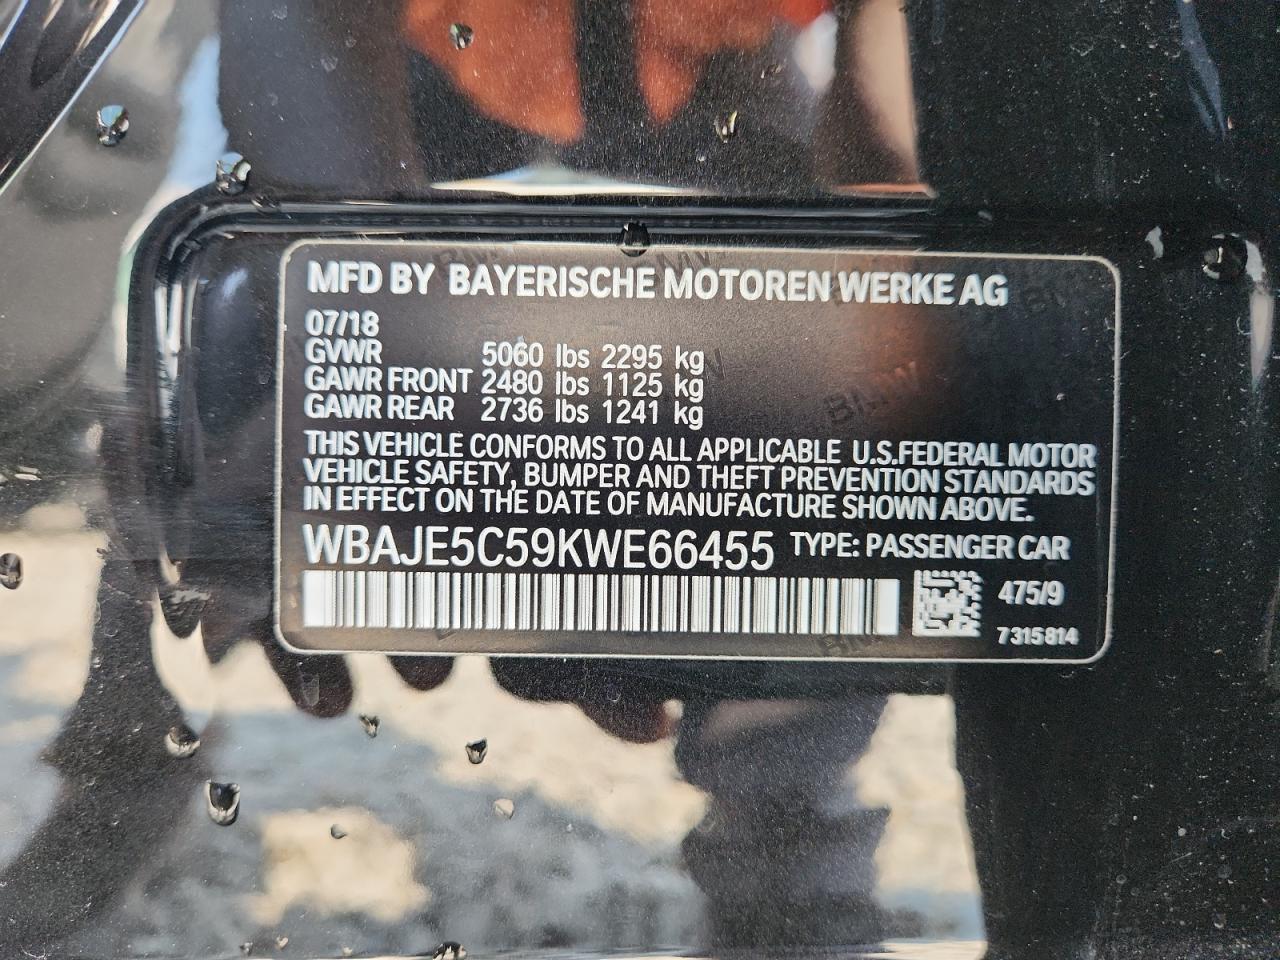 MFD BY BAYERISCHE MOTOREN WERKE AG
07/18
GVWR 5060 lbs 2295 kg
GAWR FRONT 2480 lbs 1125 kg
GAWR REAR 2736 lbs 1241 kg
THIS VEHICLE CONFORMS TO ALL APPLICABLE U.S.FEDERAL MOTOR
VEHICLE SAFETY, BUMPER AND THEFT PREVENTION STANDARDS
IN EFFECT ON THE DATE OF MANUFACTURE SHOWN ABOVE.
WBAJE5C59KWE66455 TYPE: PASSENGER CAR
475/9
7315814